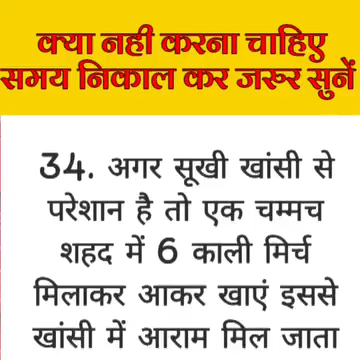 क्या नही करना चाहिए
समय निकाल कर जरूर सुनें
34. अगर सूखी खांसी से
परेशान है तो एक चम्मच
शहद में 6 काली मिर्च
मिलाकर आकर खाएं इससे
खांसी में आराम मिल जाता